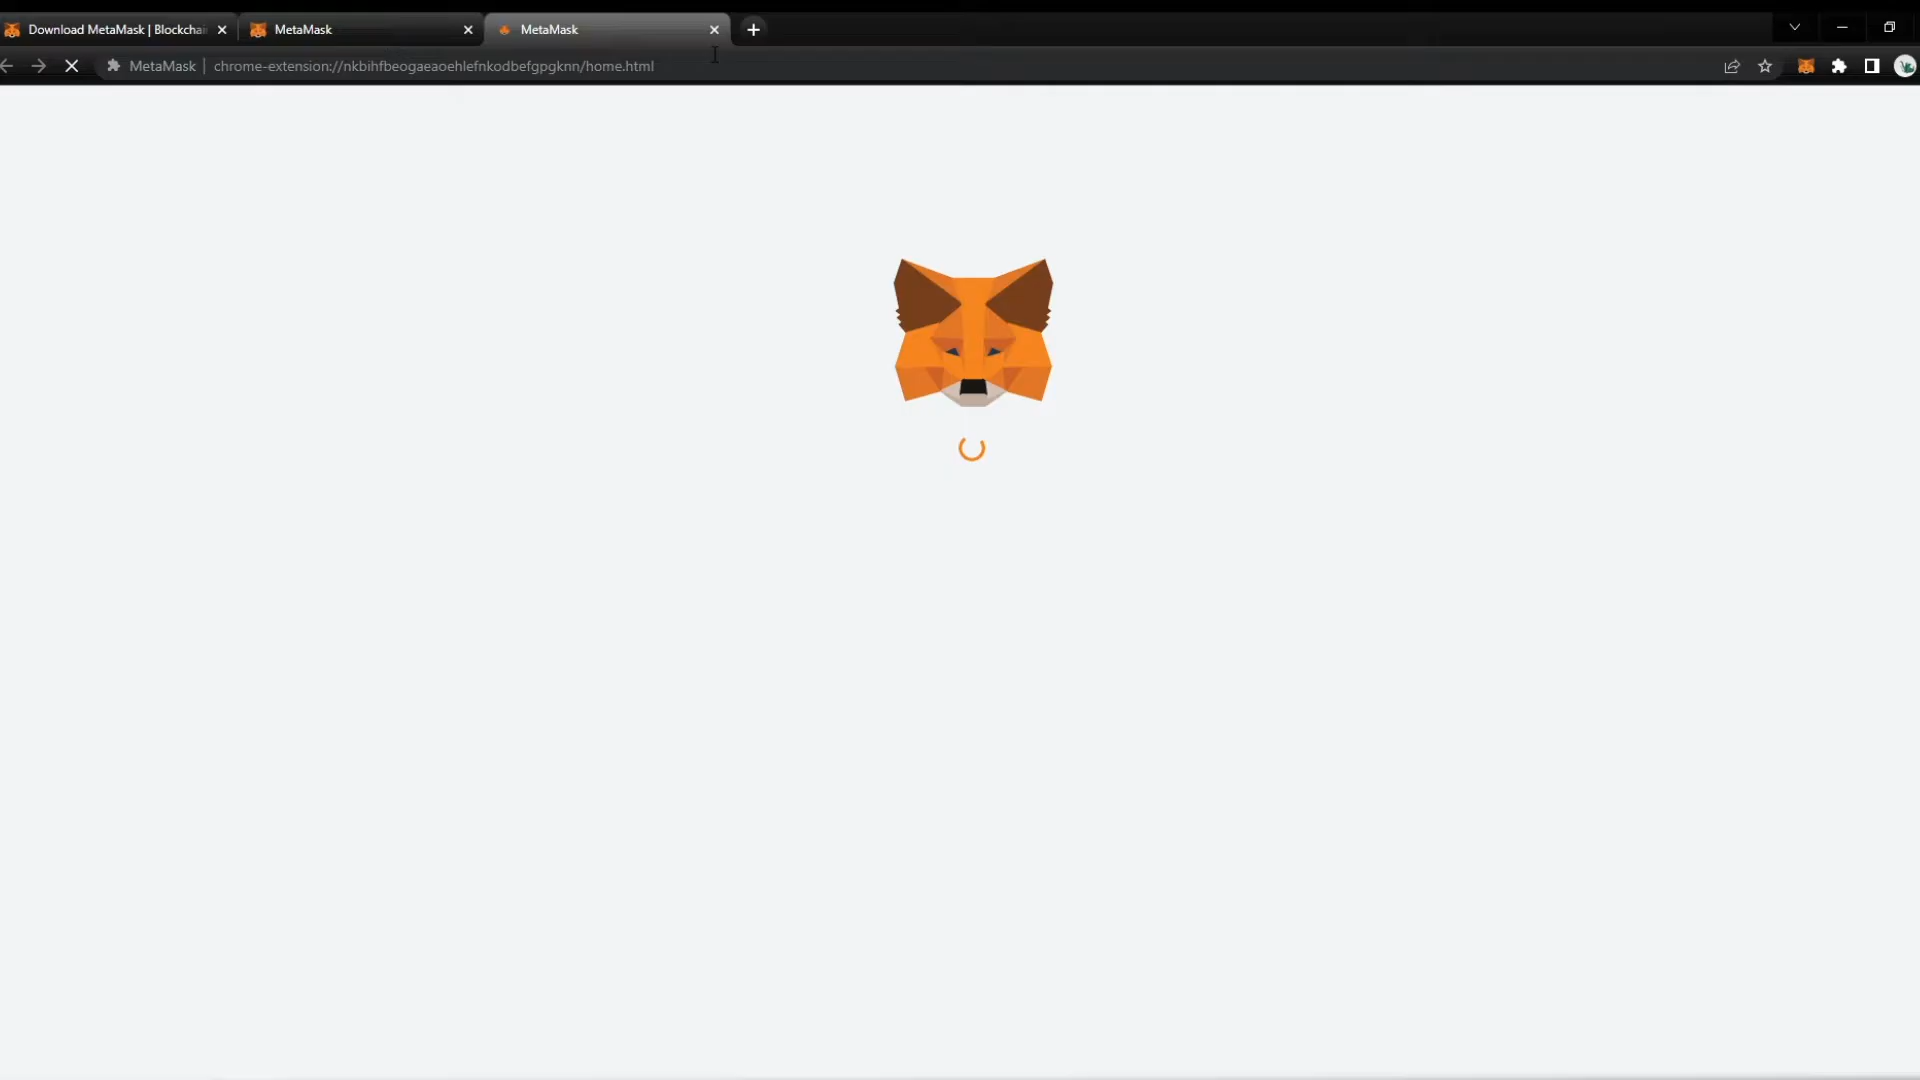 Download MetaMask | Blockchai
MetaMask
MetaMask
MetaMask | chrome-extension://nkbihfbeogaeaoehlefnkodbefgpgknn/home.html